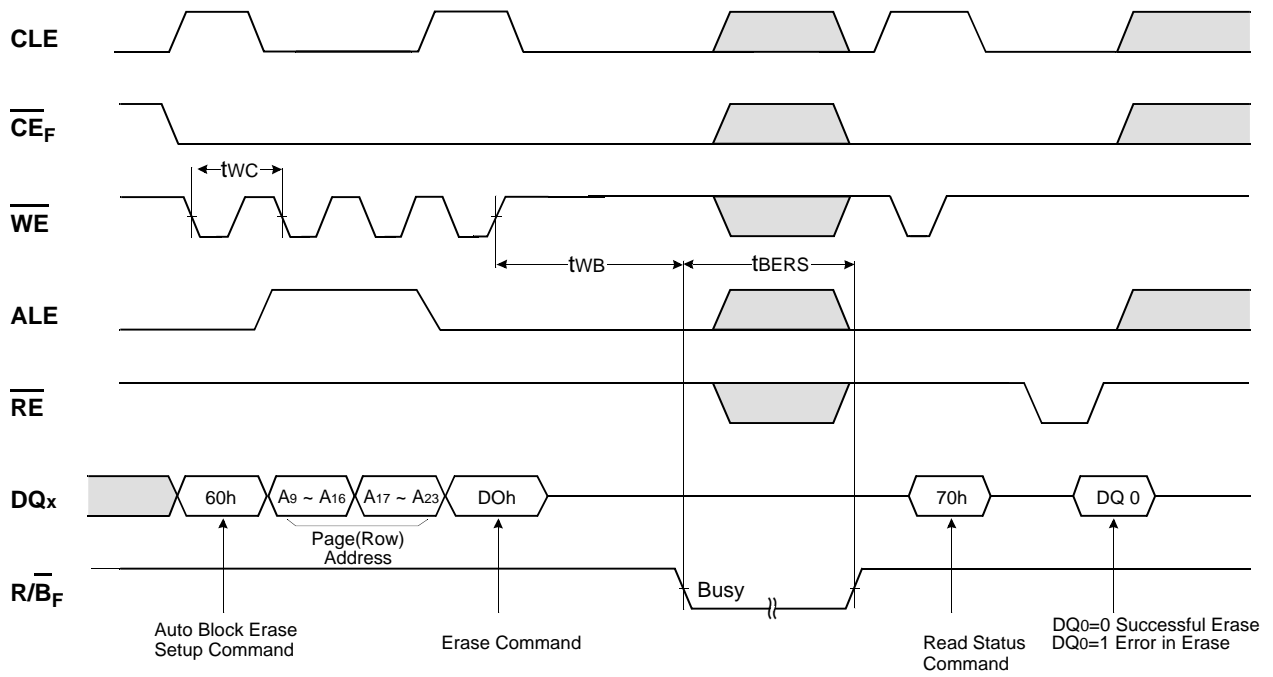 CLE
CEF
tWC
WE
tWB
tBERS
ALE
RE
DQx
60h
A9 ~ A16
A17 ~ A23
DOh
70h
DQ 0
Page(Row)
Address
R/BF
Busy
Auto Block Erase
Setup Command
Erase Command
Read Status
Command
DQ0=0 Successful Erase
DQ0=1 Error in Erase